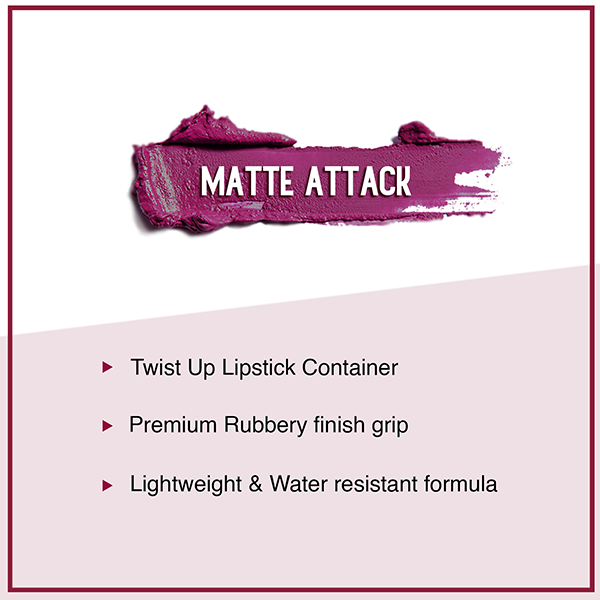 MATTE ATTACK
Twist Up Lipstick Container
Premium Rubbery finish grip
Lightweight & Water resistant formula